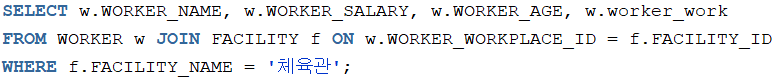 SELECT w.WORKER_NAME, w.WORKER_SALARY, w.WORKER_AGE, w.worker_work
FROM WORKER w JOIN FACILITY f ON w.WORKER_WORKPLACE_ID = f.FACILITY_ID
WHERE f.FACILITY_NAME = '체육관';